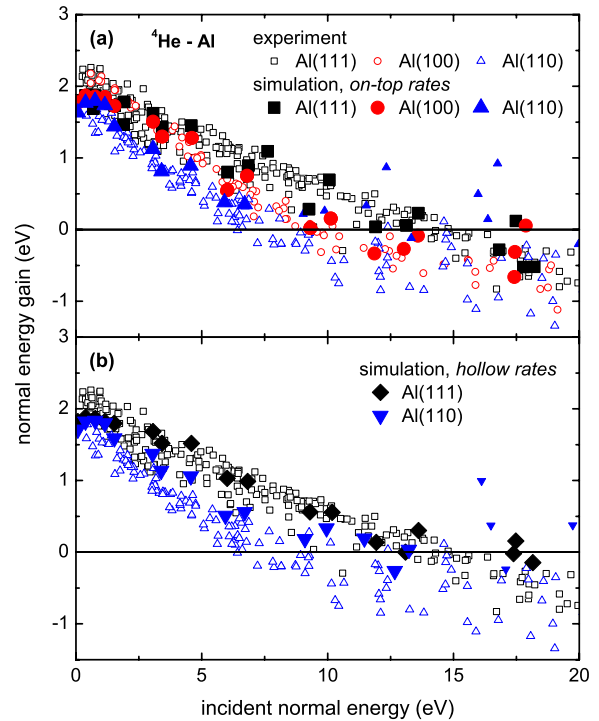 (a)
⁴He - Al
experiment
Al(111) Al(100) Al(110)
simulation, on-top rates
Al(111) Al(100) Al(110)
3
2
1
0
-1
3
(b)
simulation, hollow rates
Al(111)
Al(110)
2
1
0
-1
0 5 10 15 20
normal energy gain (eV)
incident normal energy (eV)